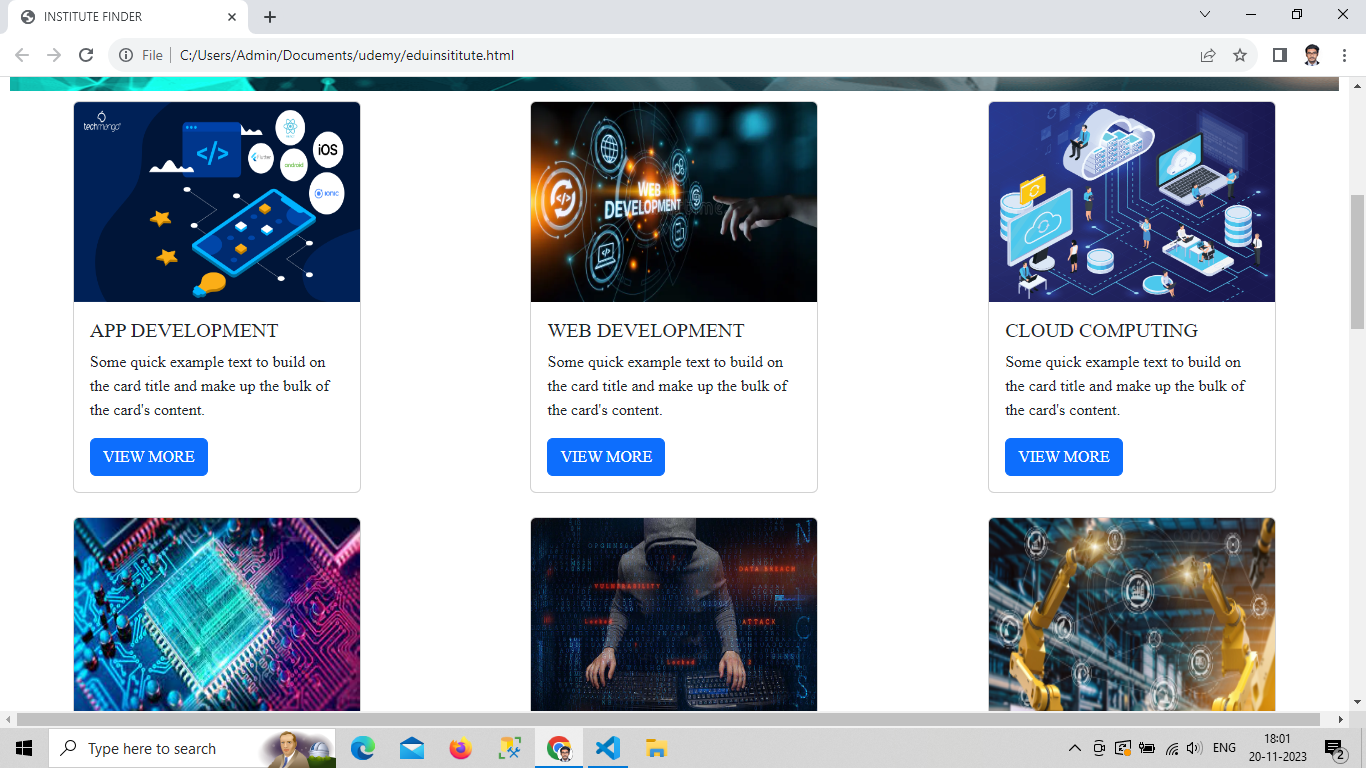 INSTITUTE FINDER
File
C:/Users/Admin/Documents/udemy/eduinsititute.html
techmango
</>
iOS
android
ionic
WEB
DEVELOPMENT
</>
APP DEVELOPMENT
Some quick example text to build on
the card title and make up the bulk of
the card's content.
VIEW MORE
WEB DEVELOPMENT
Some quick example text to build on
the card title and make up the bulk of
the card's content.
VIEW MORE
CLOUD COMPUTING
Some quick example text to build on
the card title and make up the bulk of
the card's content.
VIEW MORE
DATA BREACH
VULNERABILITY
Locked
ATTACK
Locked
Type here to search
ENG
18:01
20-11-2023
2